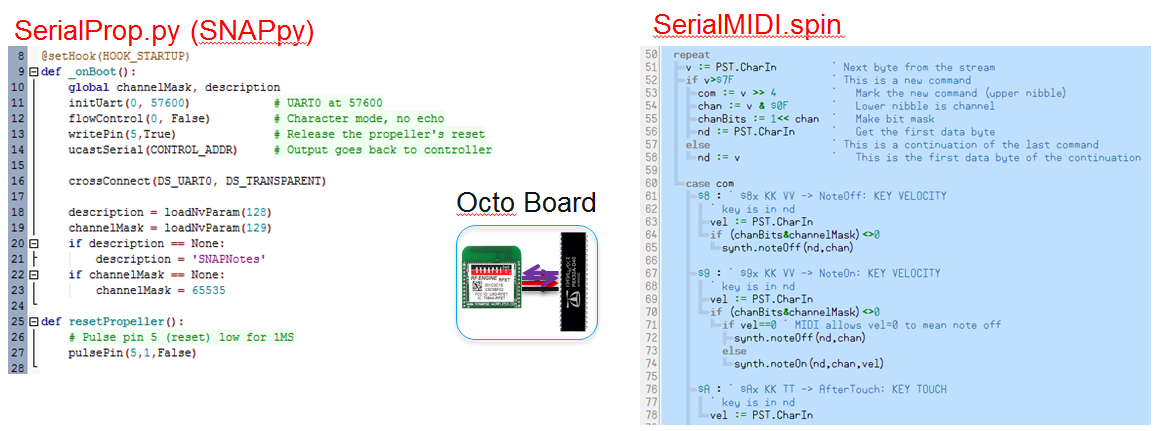 SerialProp.py (SNAPpy)
8 @setHook(HOOK_STARTUP)
9 def _onBoot():
10 global channelMask, description
11 initUart(0, 57600) # UART0 at 57600
12 flowControl(0, False) # Character mode, no echo
13 writePin(5,True) # Release the propeller's reset
14 ucastSerial(CONTROL_ADDR) # Output goes back to controller
15
16 crossConnect(DS_UART0, DS_TRANSPARENT)
17
18 description = loadNvParam(128)
19 channelMask = loadNvParam(129)
20 if description == None:
21 description = 'SNAPNotes'
22 if channelMask == None:
23 channelMask = 65535
24
25 def resetPropeller():
26 # Pulse pin 5 (reset) low for 1MS
27 pulsePin(5,1,False)
28
Octo Board
RF ENGINE
SerialMIDI.spin
50 repeat
51 v := PST.CharIn ' Next byte from the stream
52 if v>$7F ' This is a new command
53 com := v >> 4 ' Mark the new command (upper nibble)
54 chan := v & $0F ' Lower nibble is channel
55 chanBits := 1<< chan ' Make bit mask
56 nd := PST.CharIn ' Get the first data byte
57 else ' This is a continuation of the last command
58 nd := v ' This is the first data byte of the continuation
59
60 case com
61 $8 : ' $8x KK VV -> NoteOff: KEY VELOCITY
62 ' key is in nd
63 vel := PST.CharIn
64 if (chanBits&channelMask)<>0
65 synth.noteOff(nd,chan)
66
67 $9 : ' $9x KK VV -> NoteOn: KEY VELOCITY
68 ' key is in nd
69 vel := PST.CharIn
70 if (chanBits&channelMask)<>0
71 if vel==0 ' MIDI allows vel=0 to mean note off
72 synth.noteOff(nd,chan)
73 else
74 synth.noteOn(nd,chan,vel)
75
76 $A : ' $Ax KK TT -> AfterTouch: KEY TOUCH
77 ' key is in nd
78 vel := PST.CharIn